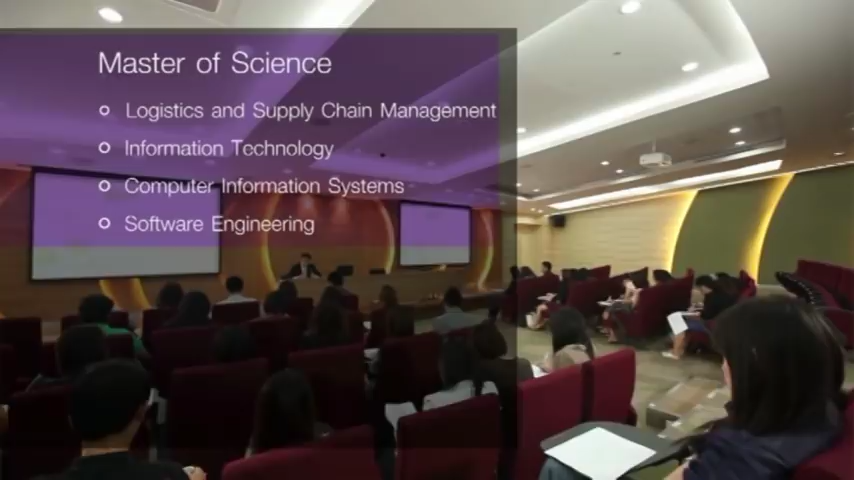 Master of Science
Logistics and Supply Chain Management
Information Technology
Computer Information Systems
Software Engineering